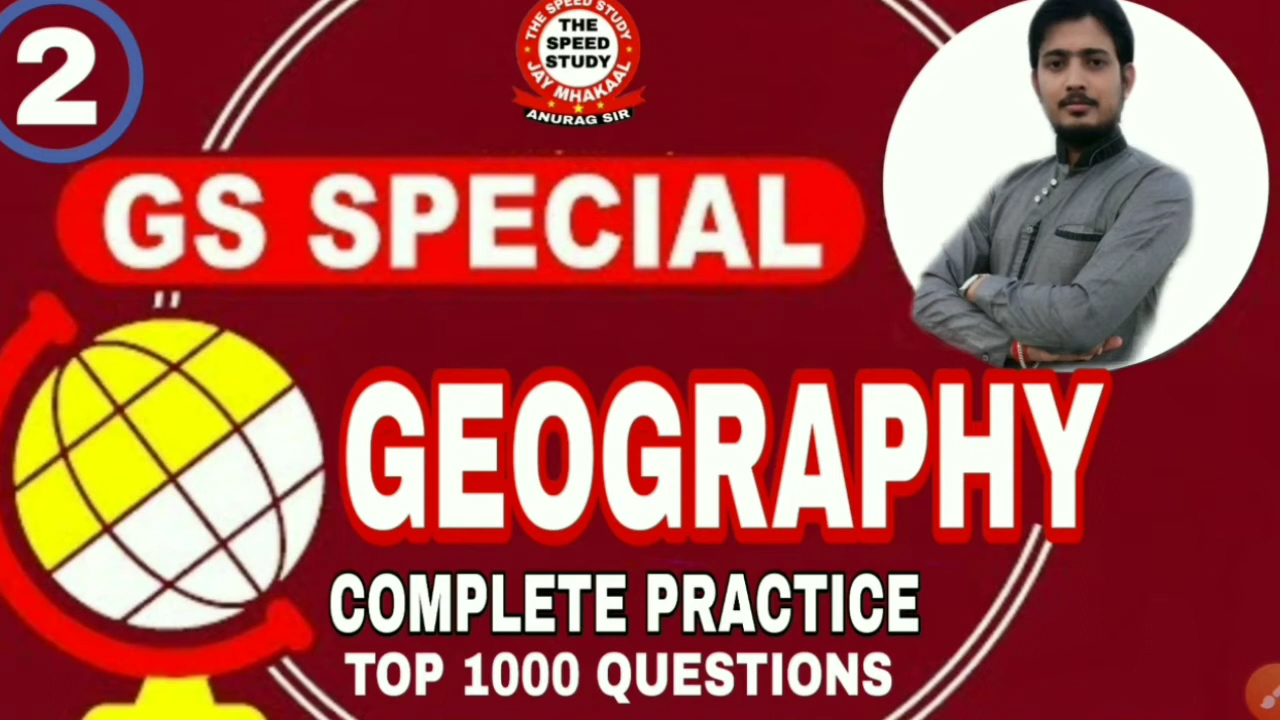 2
THE SPEED STUDY
THE
SPEED
STUDY
JAY MHAKAAL
ANURAG SIR
GS SPECIAL
"
GEOGRAPHY
COMPLETE PRACTICE
TOP 1000 QUESTIONS